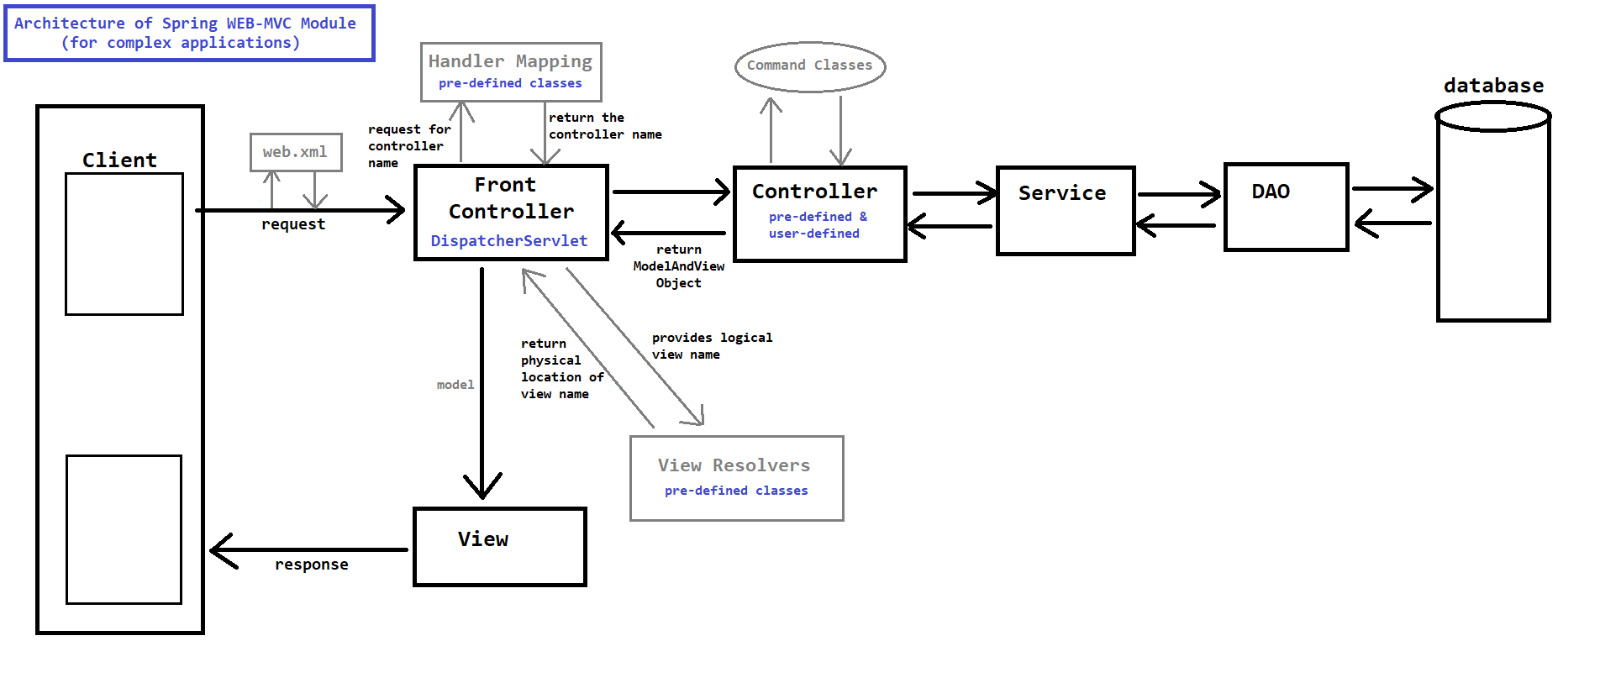 Architecture of Spring WEB-MVC Module
(for complex applications)
Handler Mapping
pre-defined classes
Command Classes
database
request for
controller
name
return the
controller name
web.xml
Client
request
Front
Controller
DispatcherServlet
Controller
pre-defined &
user-defined
Service
DAO
return
ModelAndView
Object
return
physical
location of
view name
provides logical
view name
model
View Resolvers
pre-defined classes
View
response